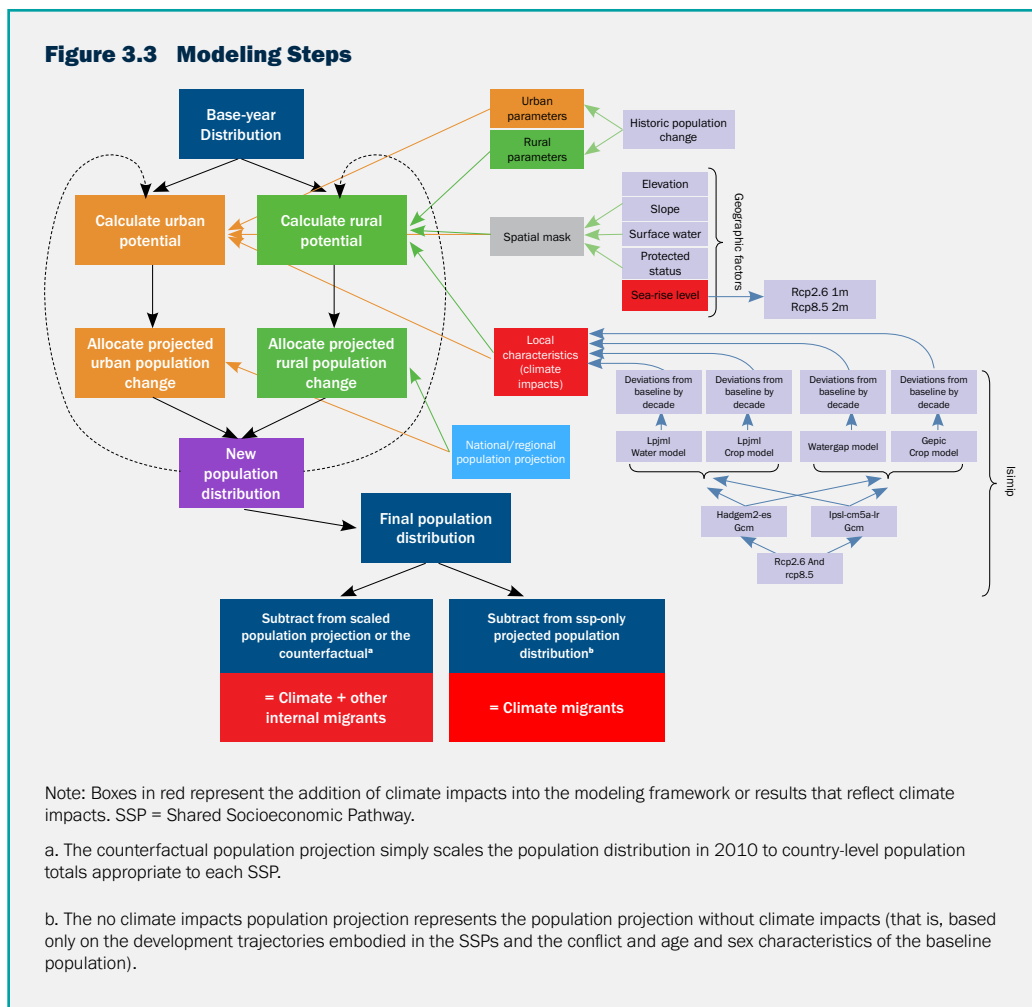 Figure 3.3 Modeling Steps
Base-year
Distribution
Urban
parameters
Rural
parameters
Historic population
change
Calculate urban
potential
Calculate rural
potential
Spatial mask
Elevation
Slope
Surface water
Protected
status
Sea-rise level
Geographic factors
Rcp2.6 1m
Rcp8.5 2m
Allocate projected
urban population
change
Allocate projected
rural population
change
Local
characteristics
(climate
impacts)
Deviations from
baseline by
decade
Deviations from
baseline by
decade
Deviations from
baseline by
decade
Deviations from
baseline by
decade
Lpjml
Water model
Lpjml
Crop model
Watergap model
Gepic
Crop model
Isimip
New
population
distribution
National/regional
population projection
Hadgem2-es
Gcm
Ipsl-cm5a-lr
Gcm
Rcp2.6 And
rcp8.5
Final population
distribution
Subtract from scaled
population projection or the
counterfactualª
Subtract from ssp-only
projected population
distributionᵇ
= Climate + other
internal migrants
= Climate migrants
Note: Boxes in red represent the addition of climate impacts into the modeling framework or results that reflect climate
impacts. SSP = Shared Socioeconomic Pathway.
a. The counterfactual population projection simply scales the population distribution in 2010 to country-level population
totals appropriate to each SSP.
b. The no climate impacts population projection represents the population projection without climate impacts (that is, based
only on the development trajectories embodied in the SSPs and the conflict and age and sex characteristics of the baseline
population).